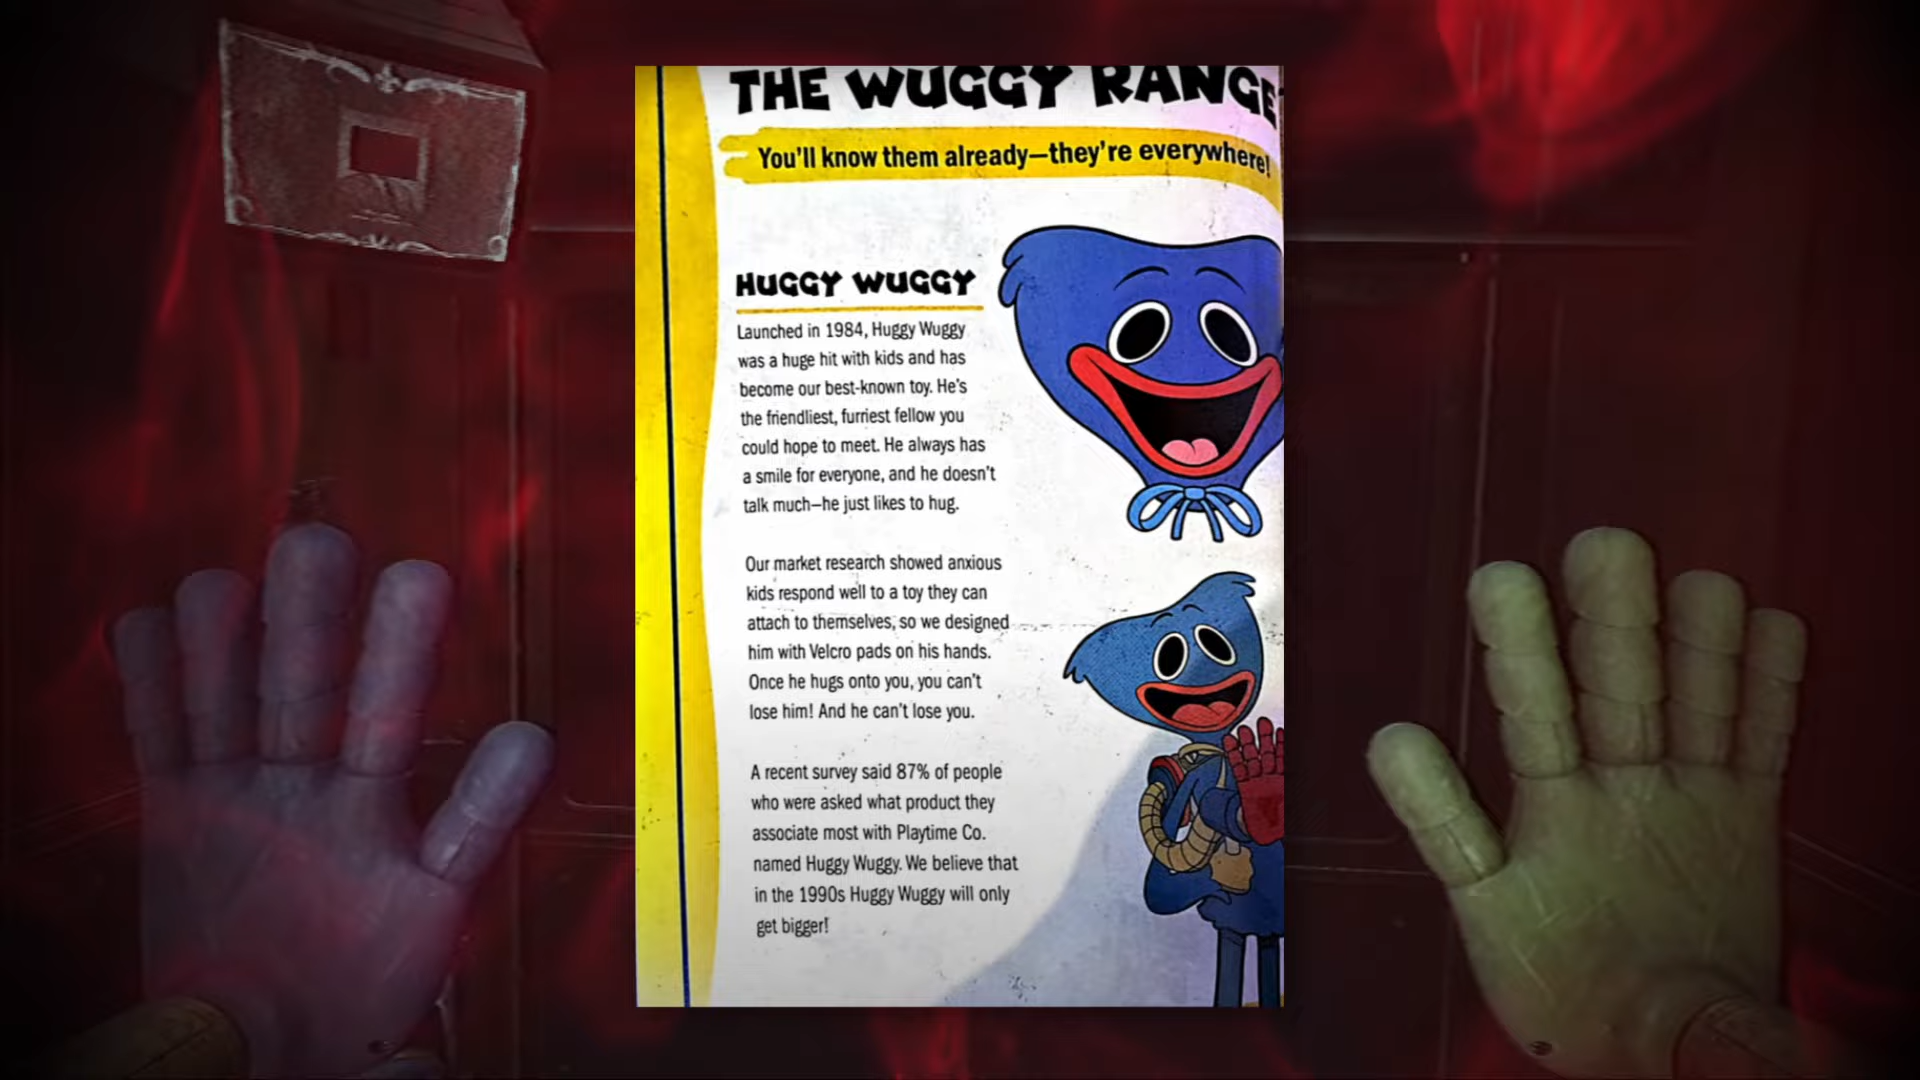 THE WUGGY RANGE
You'll know them already—they're everywhere!
HUGGY WUGGY
Launched in 1984, Huggy Wuggy
was a huge hit with kids and has
become our best-known toy. He's
the friendliest, furriest fellow you
could hope to meet. He always has
a smile for everyone, and he doesn't
talk much—he just likes to hug.
Our market research showed anxious
kids respond well to a toy they can
attach to themselves, so we designed
him with Velcro pads on his hands.
Once he hugs onto you, you can't
lose him! And he can't lose you.
A recent survey said 87% of people
who were asked what product they
associate most with Playtime Co.
named Huggy Wuggy. We believe that
in the 1990s Huggy Wuggy will only
get bigger!